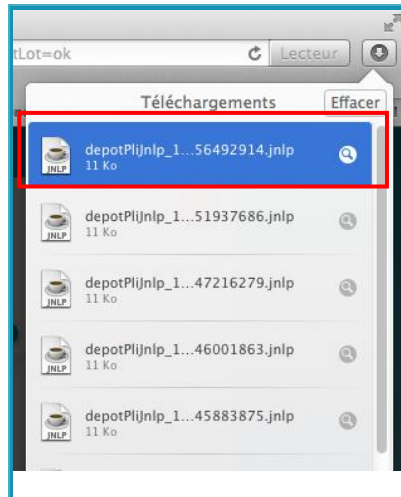 tLot=ok
Lecteur
Téléchargements
Effacer
depotPliJnlp_1...56492914.jnlp
11 Ko
JNLP
depotPliJnlp_1...51937686.jnlp
11 Ko
JNLP
depotPliJnlp_1...47216279.jnlp
11 Ko
JNLP
depotPliJnlp_1...46001863.jnlp
11 Ko
JNLP
depotPliJnlp_1...45883875.jnlp
11 Ko
JNLP